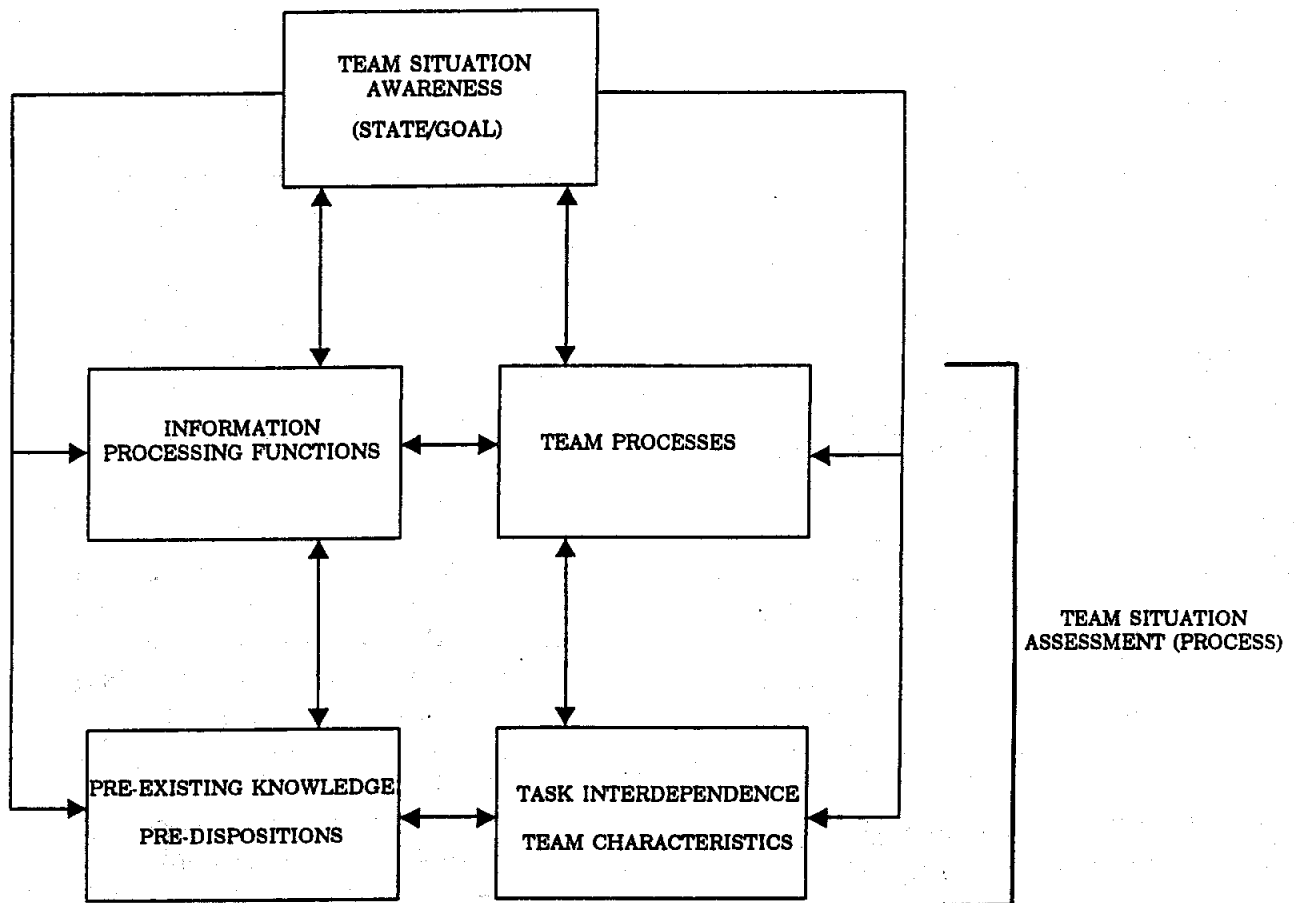 TEAM SITUATION
AWARENESS
(STATE/GOAL)
INFORMATION
PROCESSING FUNCTIONS
TEAM PROCESSES
TEAM SITUATION
ASSESSMENT (PROCESS)
PRE-EXISTING KNOWLEDGE
PRE-DISPOSITIONS
TASK INTERDEPENDENCE
TEAM CHARACTERISTICS